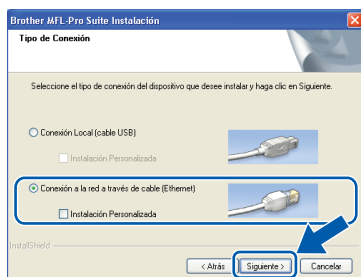 Brother MFL-Pro Suite Instalación
Tipo de Conexión
Seleccione el tipo de conexión del dispositivo que desee instalar y haga clic en Siguiente.
Conexión Local (cable USB)
Instalación Personalizada
Conexión a la red a través de cable (Ethernet)
Instalación Personalizada
InstallShield
< Atrás
Siguiente >
Cancelar